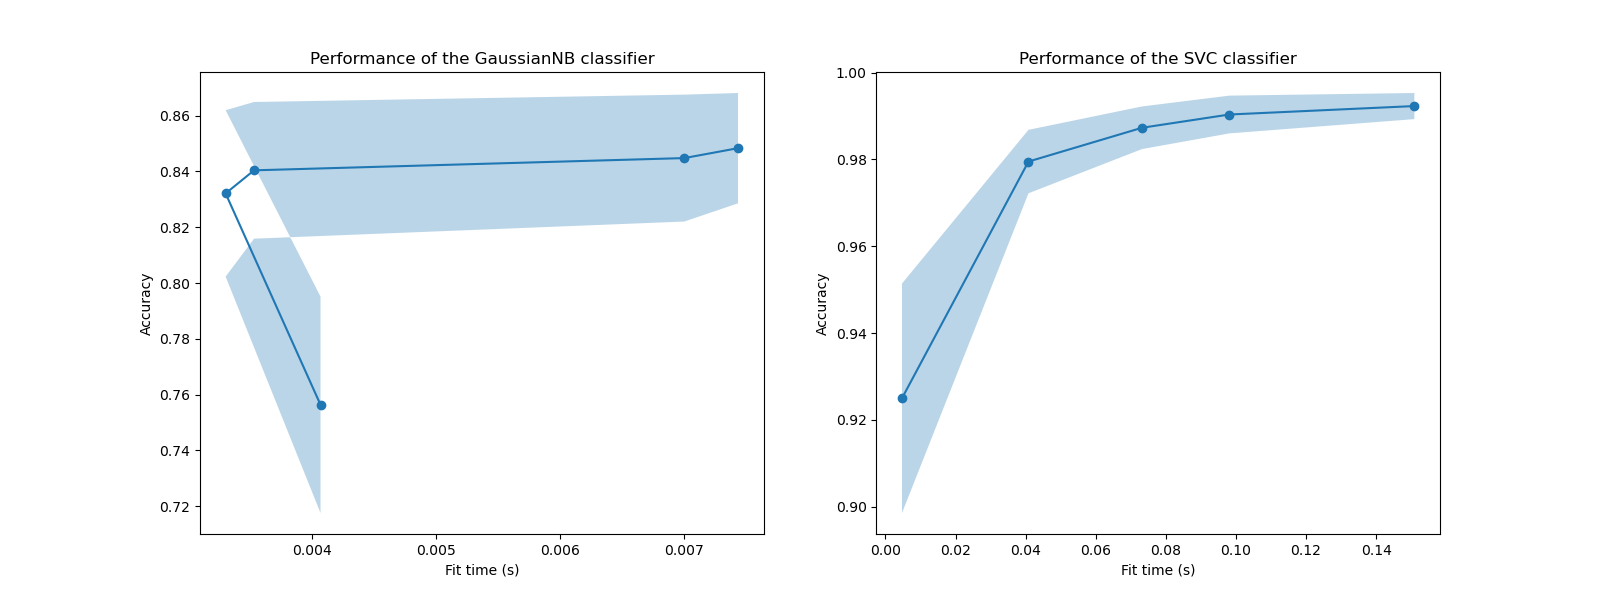 Performance of the GaussianNB classifier
Accuracy
0.86
0.84
0.82
0.80
0.78
0.76
0.74
0.72
0.004 0.005 0.006 0.007
Fit time (s)
Performance of the SVC classifier
Accuracy
1.00
0.98
0.96
0.94
0.92
0.90
0.00 0.02 0.04 0.06 0.08 0.10 0.12 0.14
Fit time (s)